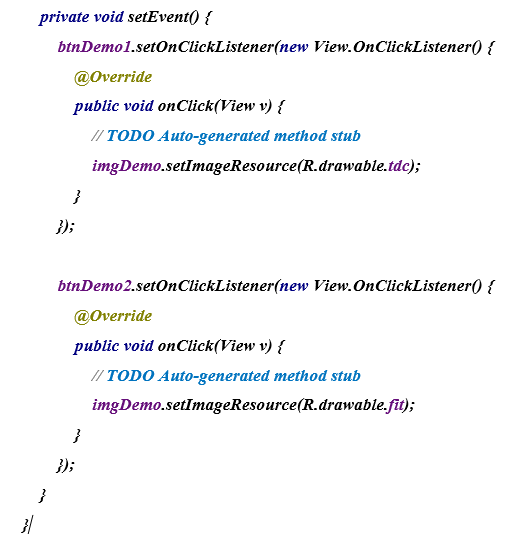 private void setEvent() {
btnDemo1.setOnClickListener(new View.OnClickListener() {
@Override
public void onClick(View v) {
// TODO Auto-generated method stub
imgDemo.setImageResource(R.drawable.tdc);
}
});
btnDemo2.setOnClickListener(new View.OnClickListener() {
@Override
public void onClick(View v) {
// TODO Auto-generated method stub
imgDemo.setImageResource(R.drawable.fit);
}
});
}
}